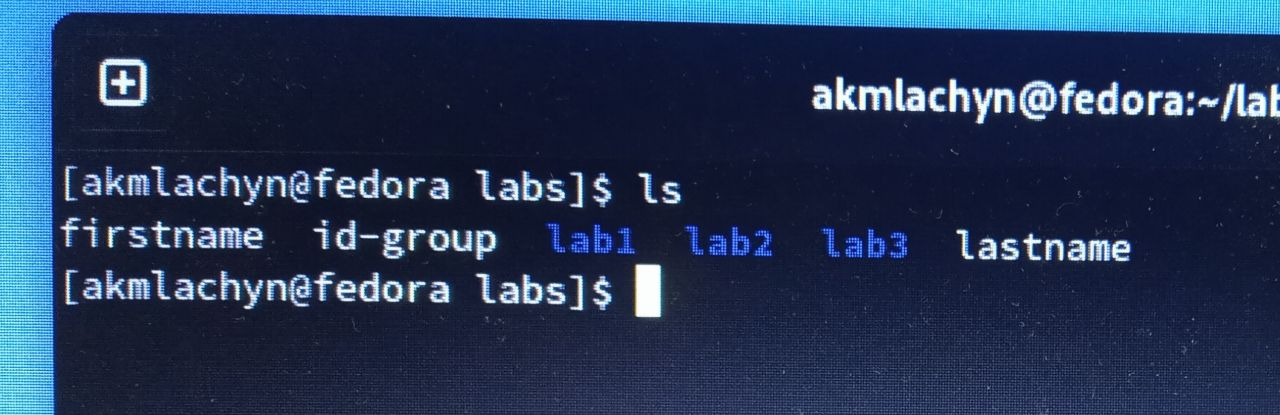 akmlachyn@fedora:~/lab
[akmlachyn@fedora labs]$ ls
firstname  id-group  lab1  lab2  lab3  lastname
[akmlachyn@fedora labs]$